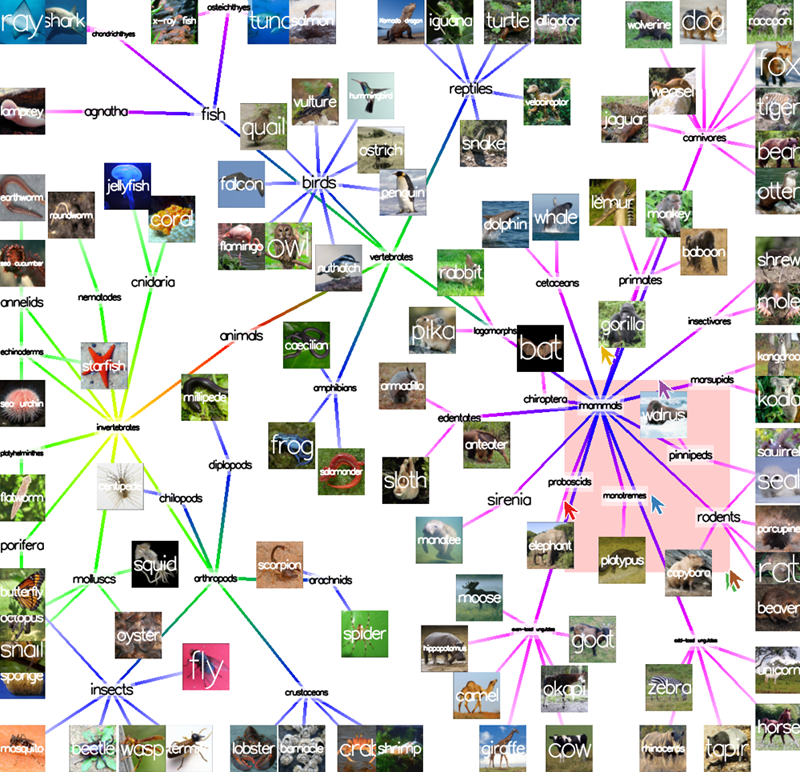 ray
shark
chondrichthyes
x-ray fish
osteichthyes
tuna
salmon
komodo dragon
iguana
turtle
alligator
wolverine
dog
raccoon
lamprey
agnatha
fish
quail
vulture
hummingbird
reptiles
velociraptor
weasel
fox
tiger
jaguar
carnivores
ostrich
snake
bear
earthworm
roundworm
jellyfish
falcon
birds
penguin
otter
coral
flamingo
owl
nuthatch
vertebrates
dolphin
whale
lemur
monkey
baboon
shrew
sea cucumber
cnidaria
rabbit
cetaceans
primates
mole
annelids
nematodes
animals
caecilian
pika
lagomorphs
bat
gorilla
insectivores
echinoderms
starfish
kangaroo
sea urchin
millipede
amphibians
armadillo
chiroptera
mammals
marsupials
koala
invertebrates
edentates
walrus
platyhelminthes
centipede
diplopods
frog
salamander
anteater
pinnipeds
squirrel
flatworm
chilopods
sloth
sirenia
proboscids
monotremes
seal
porifera
manatee
rodents
porcupine
squid
scorpion
elephant
platypus
capybara
rat
butterfly
molluscs
arthropods
arachnids
moose
beaver
octopus
oyster
spider
even-toed ungulates
goat
odd-toed ungulates
snail
fly
hippopotamus
unicorn
sponge
insects
crustaceans
camel
okapi
zebra
horse
mosquito
beetle
wasp
termite
lobster
barnacle
crab
shrimp
giraffe
cow
rhinoceros
tapir